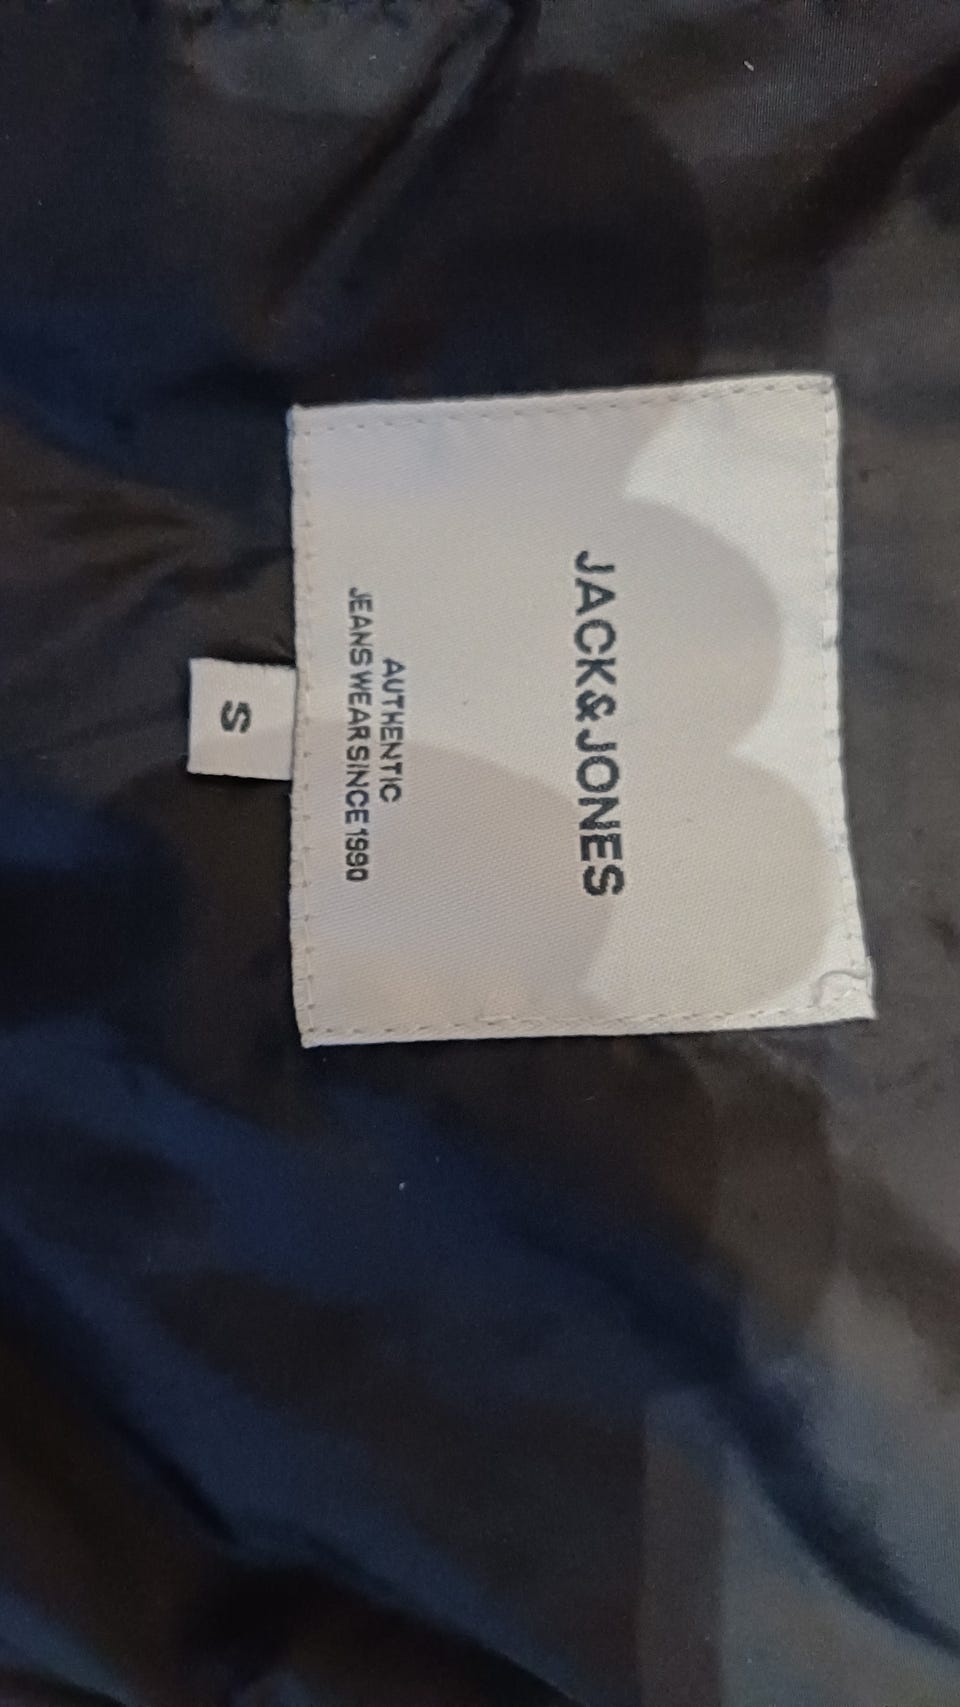 JACK&JONES
AUTHENTIC
JEANS WEAR SINCE 1990
S